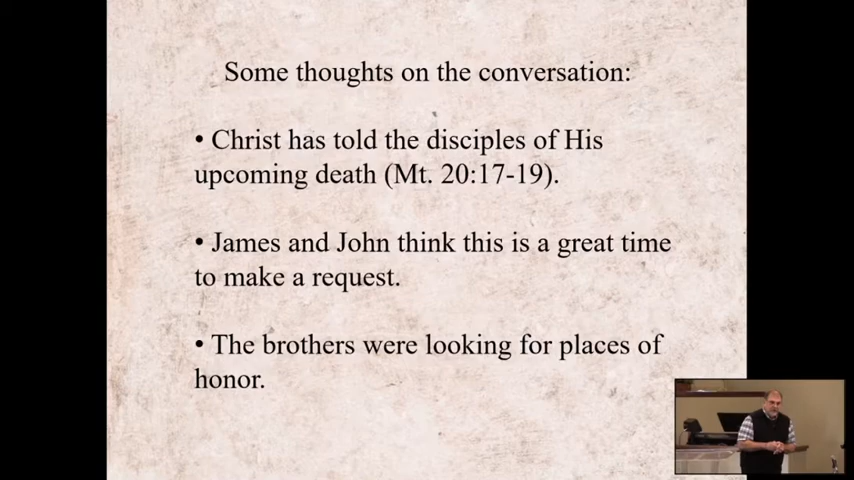 Some thoughts on the conversation:
• Christ has told the disciples of His
upcoming death (Mt. 20:17-19).
• James and John think this is a great time
to make a request.
• The brothers were looking for places of
honor.